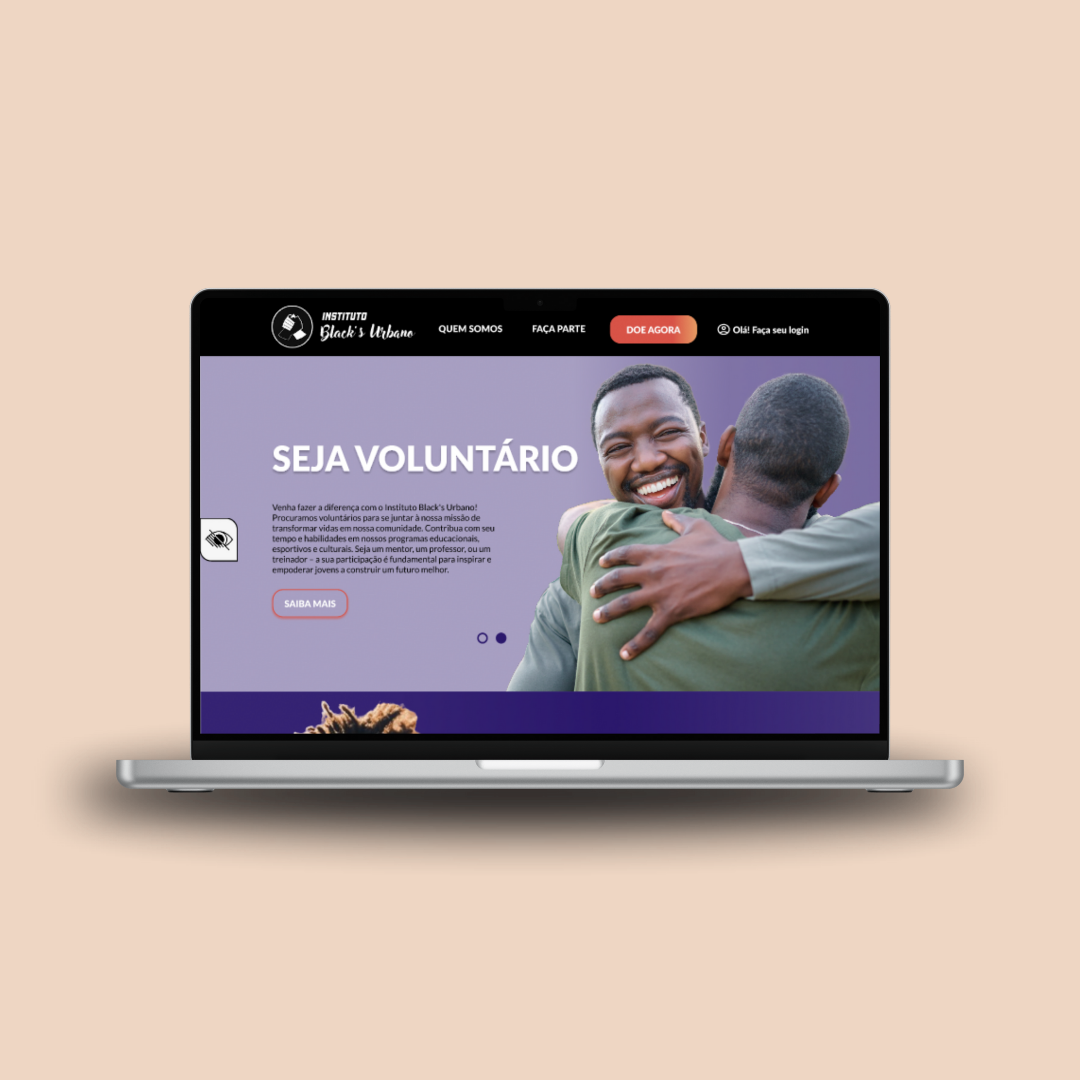 INSTITUTO
Black's Urbano
QUEM SOMOS
FAÇA PARTE
DOE AGORA
Olá! Faça seu login
SEJA VOLUNTÁRIO
Venha fazer a diferença com o Instituto Black's Urbano!
Procuramos voluntários para se juntar à nossa missão de
transformar vidas em nossa comunidade. Contribua com seu
tempo e habilidades em nossos programas educacionais,
esportivos e culturais. Seja um mentor, um professor, ou um
treinador – a sua participação é fundamental para inspirar e
empoderar jovens a construir um futuro melhor.
SAIBA MAIS